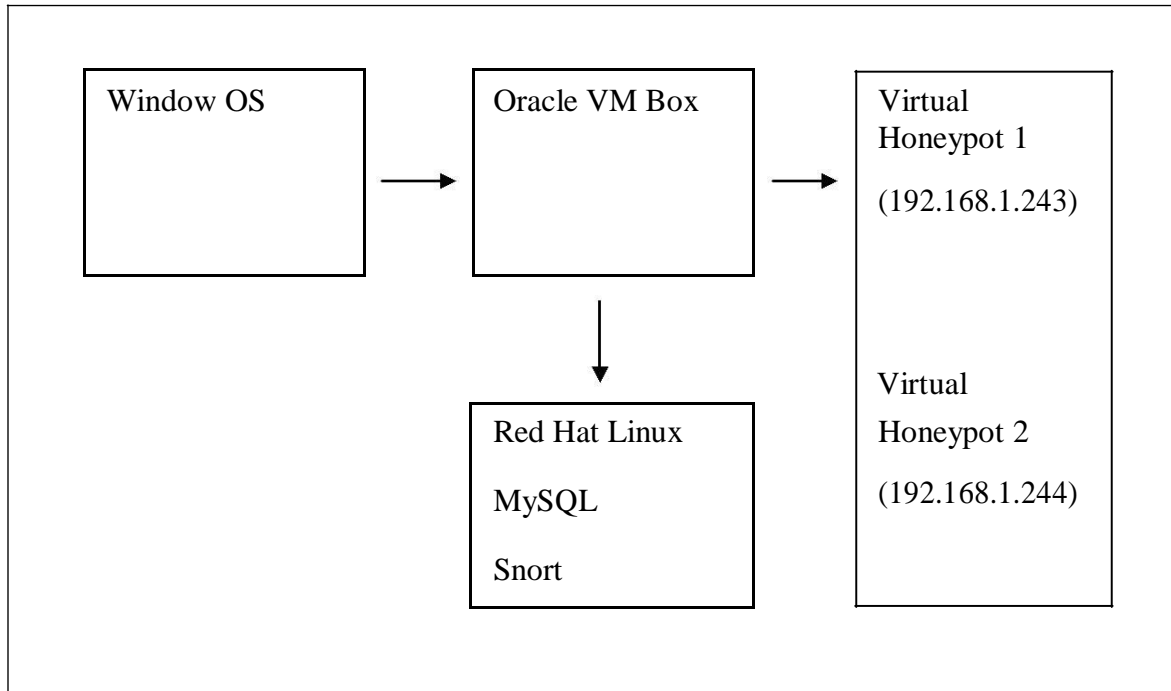 Window OS
Oracle VM Box
Virtual
Honeypot 1
(192.168.1.243)
Virtual
Honeypot 2
(192.168.1.244)
Red Hat Linux
MySQL
Snort